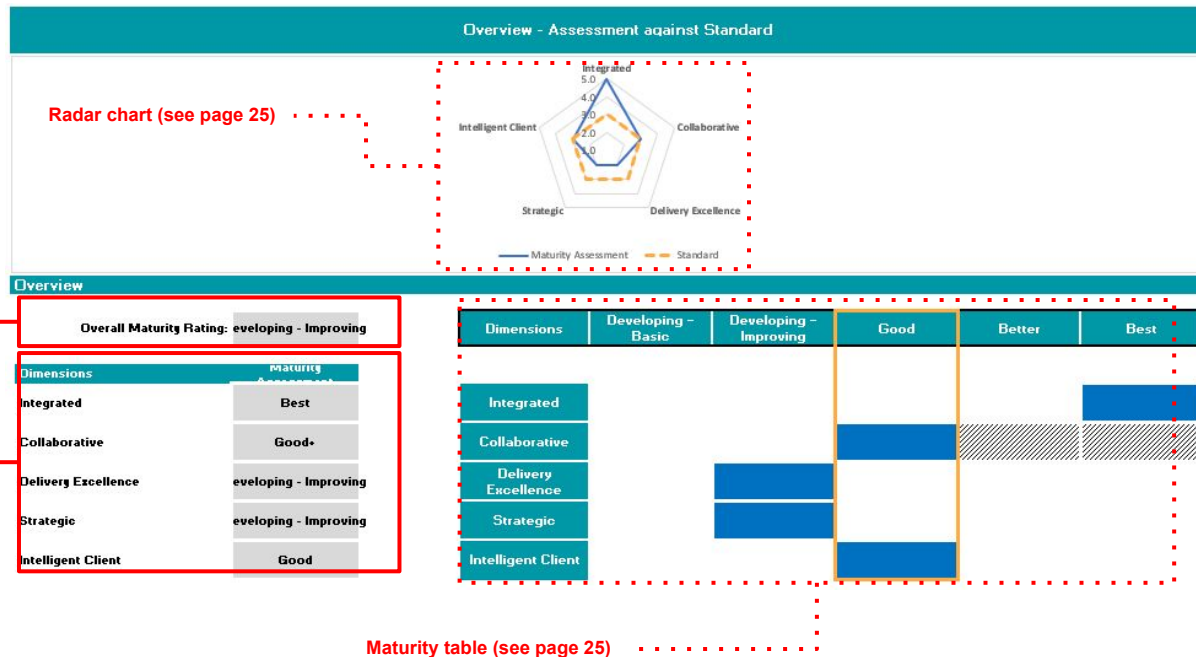 Overview - Assessment against Standard
Radar chart (see page 25)
Integrated
5.0
4.0
3.0
2.0
1.0
Intelligent Client
Collaborative
Strategic
Delivery Excellence
Maturity Assessment
Standard
Overview
Overall Maturity Rating: eveloping - Improving
Dimensions Maturity
Integrated Best
Collaborative Good+
Delivery Excellence eveloping - Improving
Strategic eveloping - Improving
Intelligent Client Good
Dimensions
Developing –
Basic
Developing –
Improving
Good
Better
Best
Integrated
Collaborative
Delivery
Excellence
Strategic
Intelligent Client
Maturity table (see page 25)